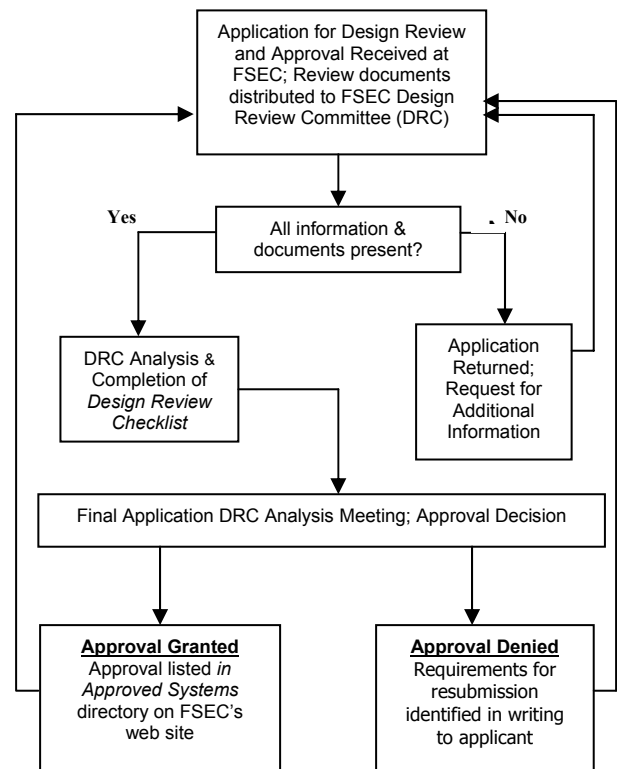 Application for Design Review
and Approval Received at
FSEC; Review documents
distributed to FSEC Design
Review Committee (DRC)
Yes
No
All information &
documents present?
DRC Analysis &
Completion of
Design Review
Checklist
Application
Returned;
Request for
Additional
Information
Final Application DRC Analysis Meeting; Approval Decision
Approval Granted
Approval listed in
Approved Systems
directory on FSEC's
web site
Approval Denied
Requirements for
resubmission
identified in writing
to applicant